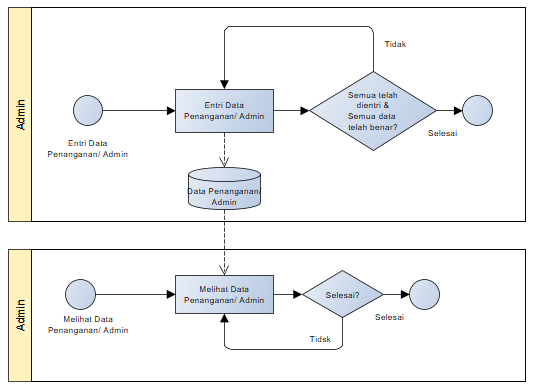 Admin
Tidak
Entri Data
Penanganan/ Admin
Semua telah
dientri &
Semua data
telah benar?
Selesai
Entri Data
Penanganan/ Admin
Data Penanganan/
Admin
Admin
Melihat Data
Penanganan/ Admin
Selesai?
Selesai
Melihat Data
Penanganan/ Admin
Tidsk